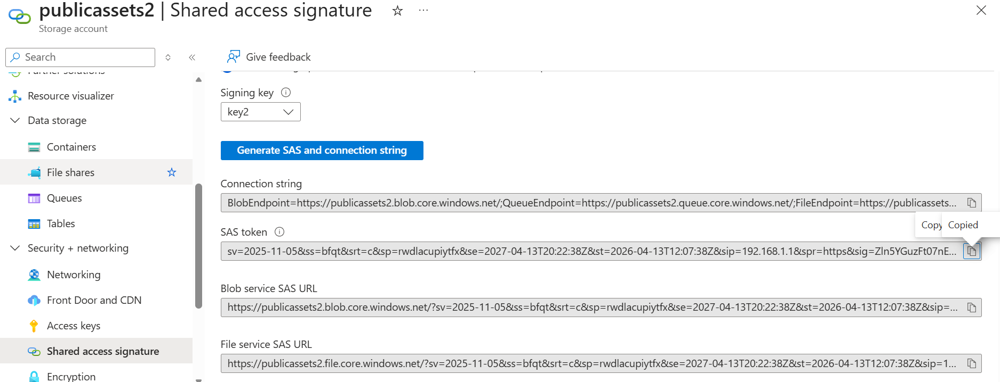 publicassets2 | Shared access signature
Storage account
Search
Give feedback
Partner solutions
Resource visualizer
Data storage
Containers
File shares
Queues
Tables
Security + networking
Networking
Front Door and CDN
Access keys
Shared access signature
Encryption
Signing key
key2
Generate SAS and connection string
Connection string
BlobEndpoint=https://publicassets2.blob.core.windows.net/;QueueEndpoint=https://publicassets2.queue.core.windows.net/;FileEndpoint=https://publicassets...
Copy
Copied
SAS token
sv=2025-11-05&ss=bfqt&srt=c&sp=rwdlacupiytfx&se=2027-04-13T20:22:38Z&st=2026-04-13T12:07:38Z&sip=192.168.1.1&spr=https&sig=Zln5YGuzFt07nE...
Blob service SAS URL
https://publicassets2.blob.core.windows.net/?sv=2025-11-05&ss=bfqt&srt=c&sp=rwdlacupiytfx&se=2027-04-13T20:22:38Z&st=2026-04-13T12:07:38Z&sip=...
File service SAS URL
https://publicassets2.file.core.windows.net/?sv=2025-11-05&ss=bfqt&srt=c&sp=rwdlacupiytfx&se=2027-04-13T20:22:38Z&st=2026-04-13T12:07:38Z&sip=1...